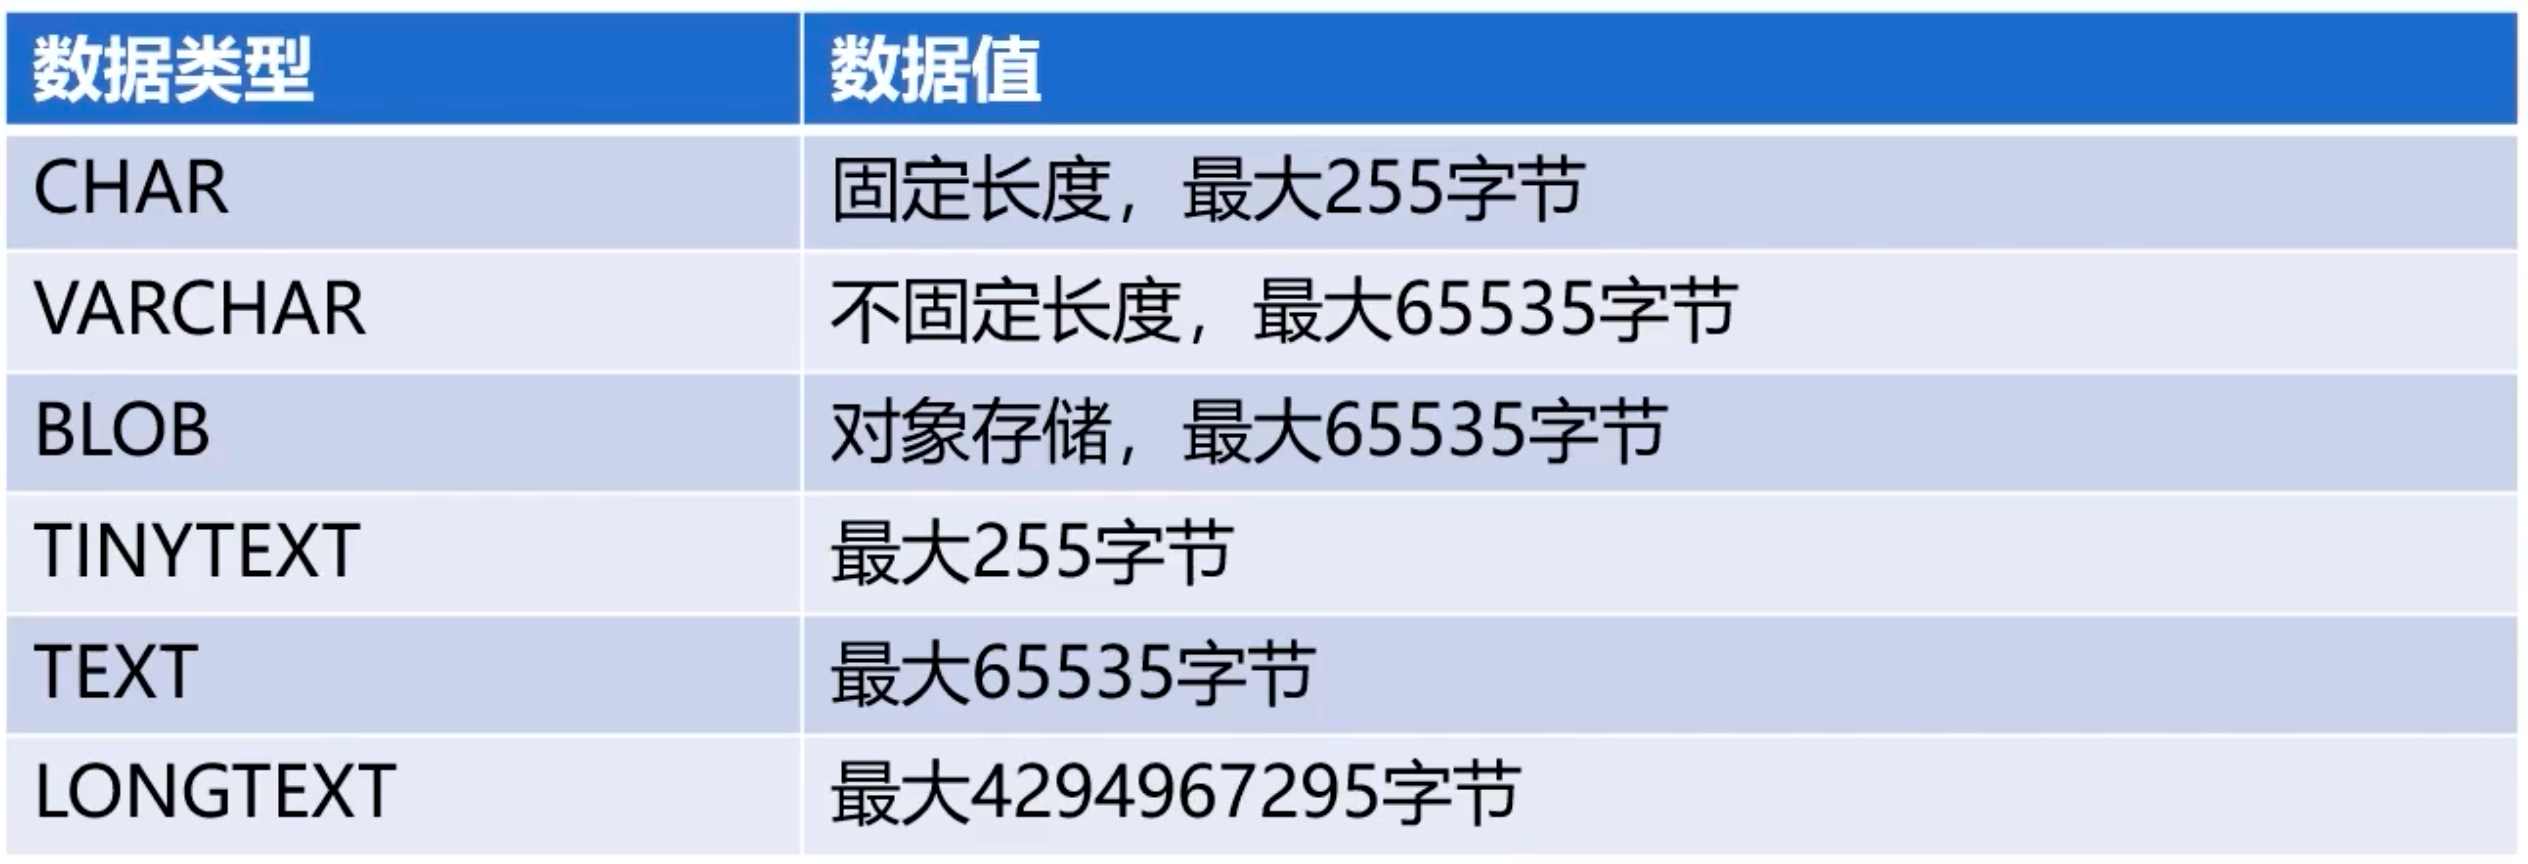 数据类型 数据值
CHAR 固定长度，最大255字节
VARCHAR 不固定长度，最大65535字节
BLOB 对象存储，最大65535字节
TINYTEXT 最大255字节
TEXT 最大65535字节
LONGTEXT 最大4294967295字节